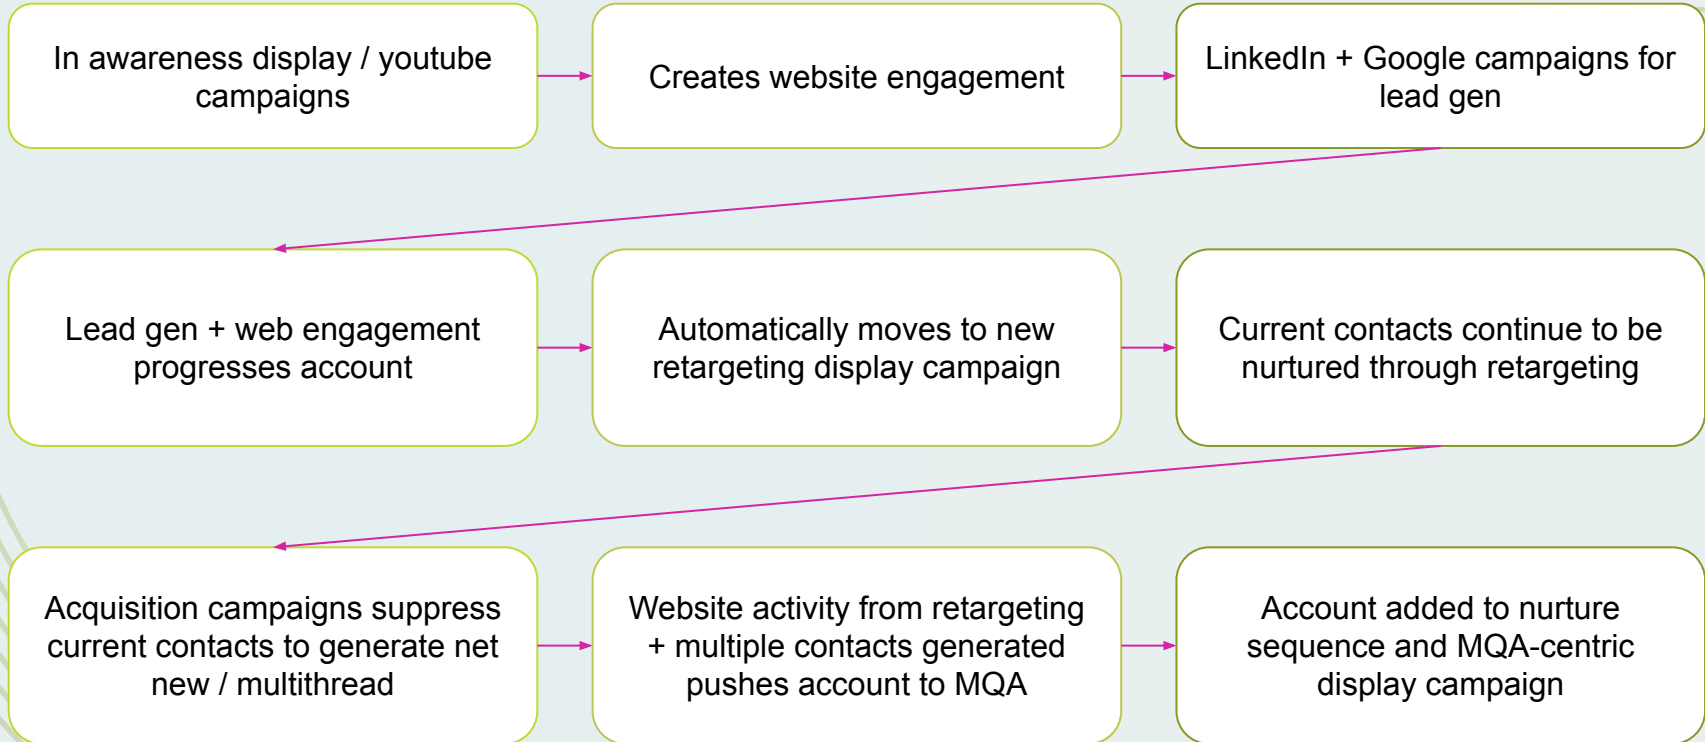 In awareness display / youtube
campaigns
Creates website engagement
LinkedIn + Google campaigns for
lead gen
Lead gen + web engagement
progresses account
Automatically moves to new
retargeting display campaign
Current contacts continue to be
nurtured through retargeting
Acquisition campaigns suppress
current contacts to generate net
new / multithread
Website activity from retargeting
+ multiple contacts generated
pushes account to MQA
Account added to nurture
sequence and MQA-centric
display campaign